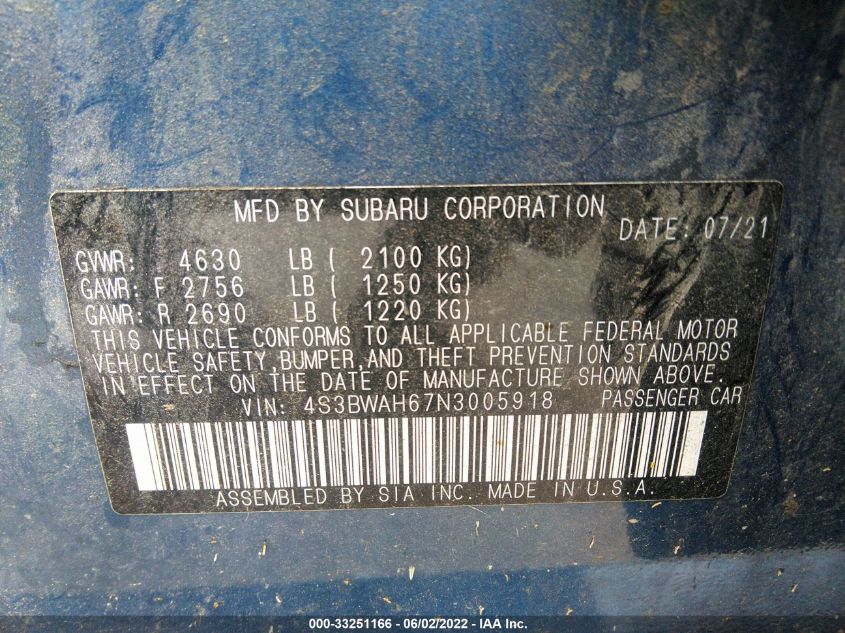 MFD BY SUBARU CORPORATION
DATE: 07/21
GVWR: 4630 LB ( 2100 KG)
GAWR: F 2756 LB ( 1250 KG)
GAWR: R 2690 LB ( 1220 KG)
THIS VEHICLE CONFORMS TO ALL APPLICABLE FEDERAL MOTOR
VEHICLE SAFETY,BUMPER,AND THEFT PREVENTION STANDARDS
IN EFFECT ON THE DATE OF MANUFACTURE SHOWN ABOVE.
VIN: 4S3BWAH67N3005918 PASSENGER CAR
ASSEMBLED BY SIA INC. MADE IN U.S.A.
000-33251166 - 06/02/2022 - IAA Inc.